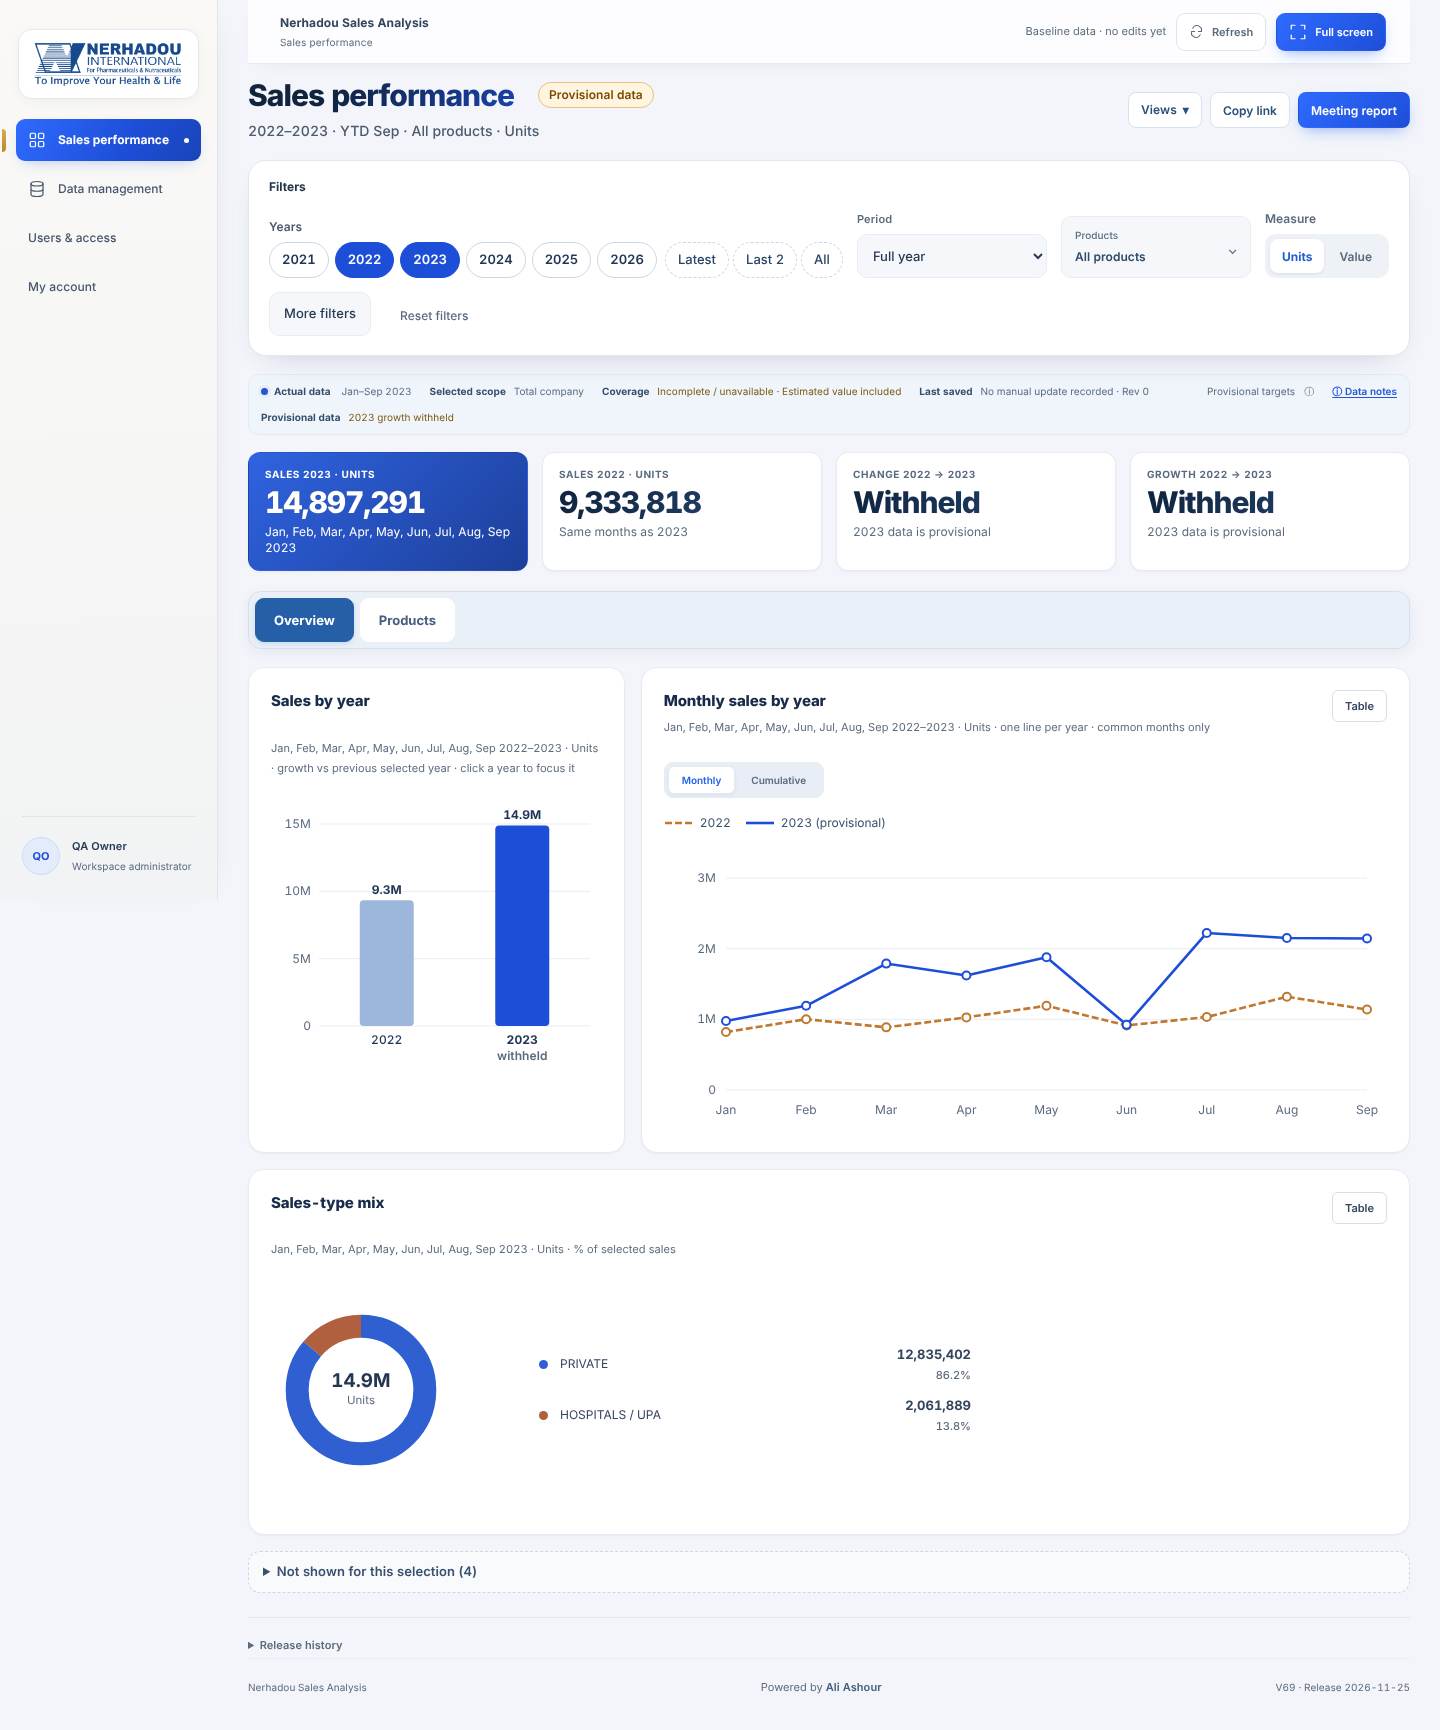 NERHADOU
INTERNATIONAL
For Pharmaceuticals & Nutraceuticals
To Improve Your Health & Life
Sales performance
Data management
Users & access
My account
QO
QA Owner
Workspace administrator
Nerhadou Sales Analysis
Sales performance
Baseline data · no edits yet
Refresh
Full screen
Sales performance
Provisional data
2022–2023 · YTD Sep · All products · Units
Views ▾
Copy link
Meeting report
Filters
Years
2021 2022 2023 2024 2025 2026 Latest Last 2 All
Period
Full year
Products
All products
Measure
Units Value
More filters
Reset filters
Actual data Jan–Sep 2023 Selected scope Total company Coverage Incomplete / unavailable · Estimated value included Last saved No manual update recorded · Rev 0 Provisional targets ⓘ ⓘ Data notes
Provisional data 2023 growth withheld
SALES 2023 · UNITS
14,897,291
Jan, Feb, Mar, Apr, May, Jun, Jul, Aug, Sep
2023
SALES 2022 · UNITS
9,333,818
Same months as 2023
CHANGE 2022 → 2023
Withheld
2023 data is provisional
GROWTH 2022 → 2023
Withheld
2023 data is provisional
Overview
Products
Sales by year
Jan, Feb, Mar, Apr, May, Jun, Jul, Aug, Sep 2022–2023 · Units
· growth vs previous selected year · click a year to focus it
14.9M
15M
10M
9.3M
5M
0
2022
2023
withheld
Monthly sales by year
Table
Jan, Feb, Mar, Apr, May, Jun, Jul, Aug, Sep 2022–2023 · Units · one line per year · common months only
Monthly Cumulative
2022 2023 (provisional)
3M
2M
1M
0
Jan Feb Mar Apr May Jun Jul Aug Sep
Sales-type mix
Table
Jan, Feb, Mar, Apr, May, Jun, Jul, Aug, Sep 2023 · Units · % of selected sales
14.9M
Units
PRIVATE
12,835,402
86.2%
HOSPITALS / UPA
2,061,889
13.8%
▶ Not shown for this selection (4)
▶ Release history
Nerhadou Sales Analysis
Powered by Ali Ashour
V69 · Release 2026-11-25